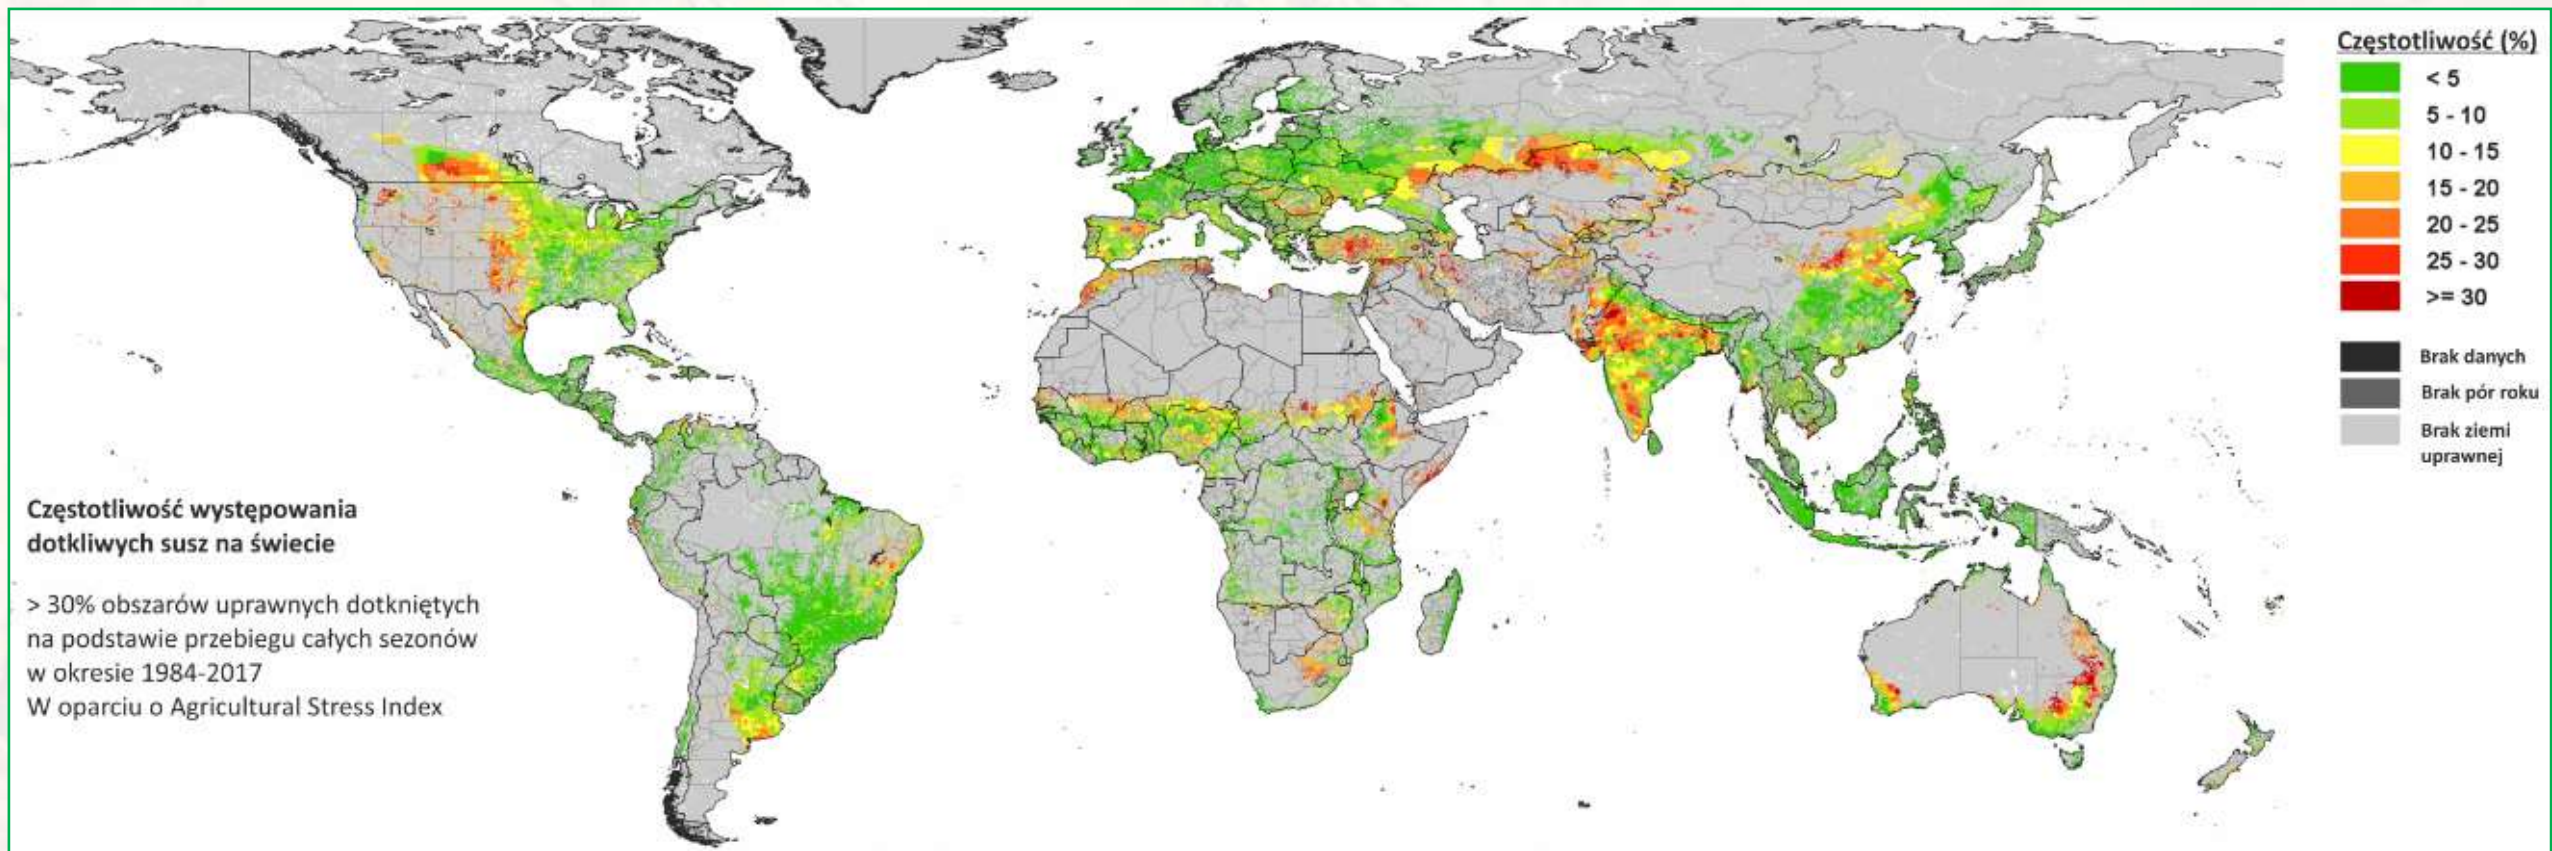 Częstotliwość (%)
< 5
5 - 10
10 - 15
15 - 20
20 - 25
25 - 30
>= 30
Brak danych
Brak pór roku
Brak ziemi
uprawnej
Częstotliwość występowania
dotkliwych susz na świecie
> 30% obszarów uprawnych dotkniętych
na podstawie przebiegu całych sezonów
w okresie 1984-2017
W oparciu o Agricultural Stress Index